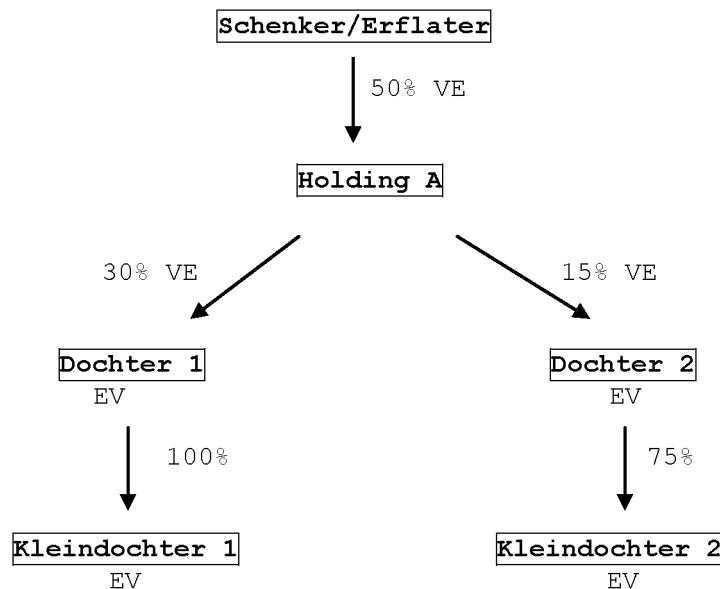 Schenker/Erflater
50% VE
Holding A
30% VE
15% VE
Dochter 1
Dochter 2
EV
EV
100%
75%
Kleindochter 1
Kleindochter 2
EV
EV